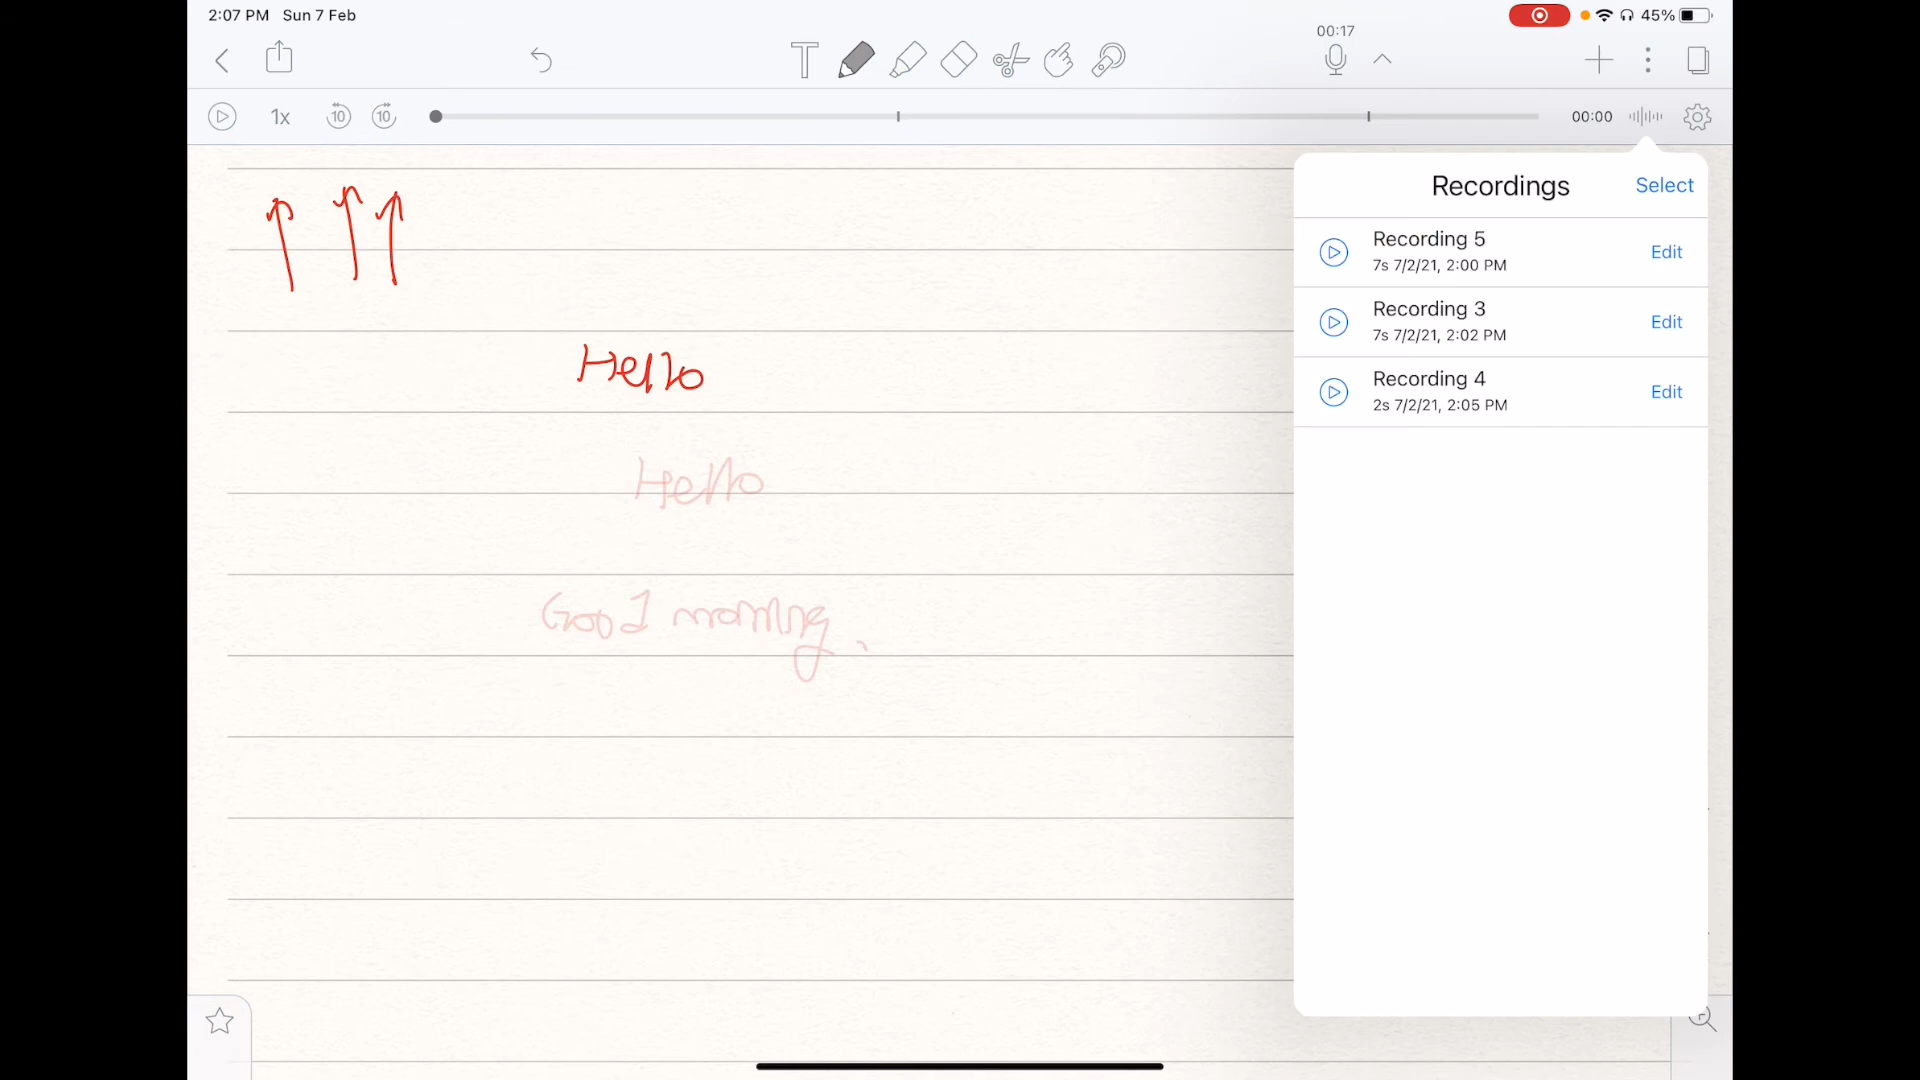 2:07 PM Sun 7 Feb
45%
00:17
T
1x
10
10
00:00
Recordings
Select
Recording 5
7s 7/2/21, 2:00 PM
Edit
Recording 3
7s 7/2/21, 2:02 PM
Edit
Recording 4
2s 7/2/21, 2:05 PM
Edit
Hello
Hello
Good morning.